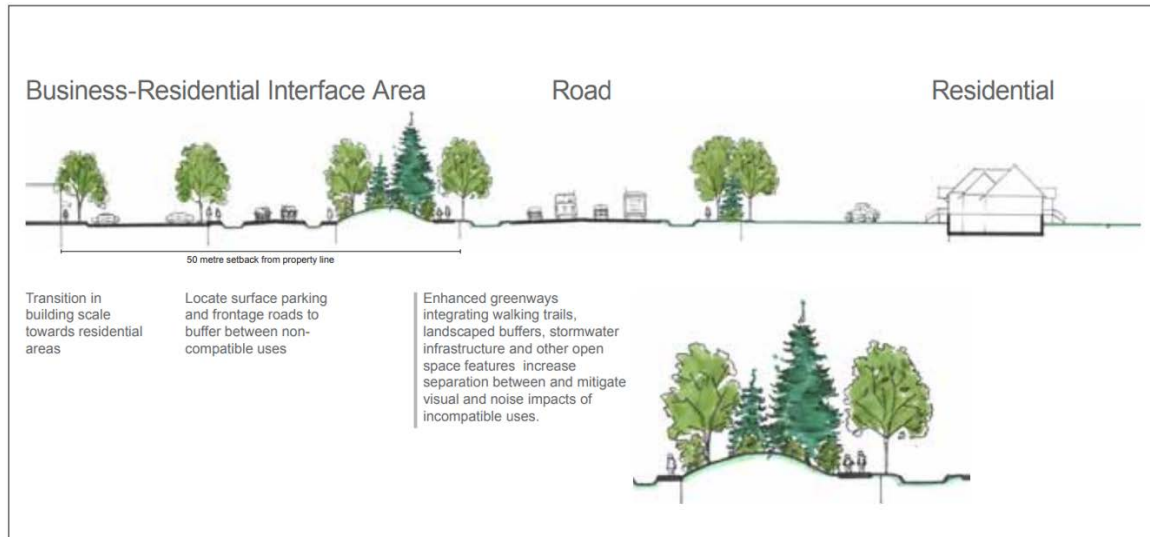 Business-Residential Interface Area
Road
Residential
50 metre setback from property line
Transition in
building scale
towards residential
areas
Locate surface parking
and frontage roads to
buffer between non-
compatible uses
Enhanced greenways
integrating walking trails,
landscaped buffers, stormwater
infrastructure and other open
space features  increase
separation between and mitigate
visual and noise impacts of
incompatible uses.